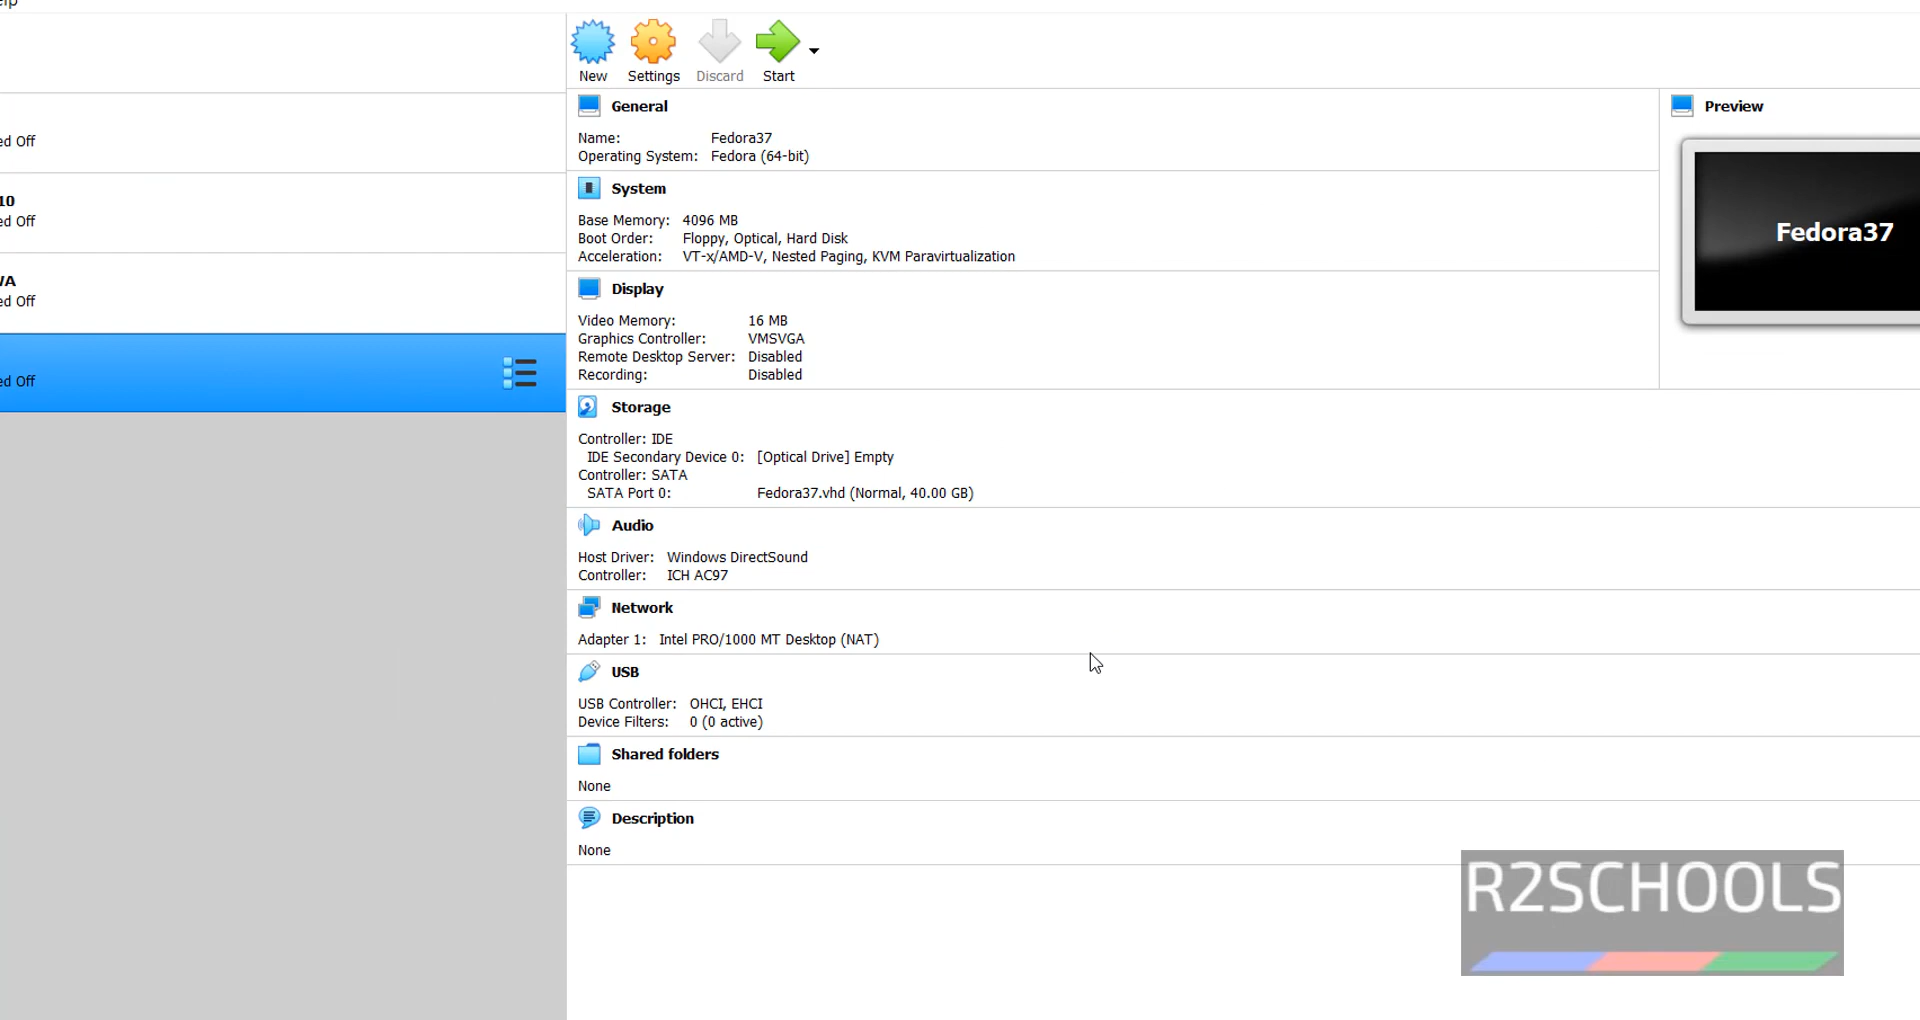 elp
New Settings Discard Start
ed Off
10
ed Off
VA
ed Off
ed Off
General
Name: Fedora37
Operating System: Fedora (64-bit)
Preview
Fedora37
System
Base Memory: 4096 MB
Boot Order: Floppy, Optical, Hard Disk
Acceleration: VT-x/AMD-V, Nested Paging, KVM Paravirtualization
Display
Video Memory: 16 MB
Graphics Controller: VMSVGA
Remote Desktop Server: Disabled
Recording: Disabled
Storage
Controller: IDE
IDE Secondary Device 0: [Optical Drive] Empty
Controller: SATA
SATA Port 0: Fedora37.vhd (Normal, 40.00 GB)
Audio
Host Driver: Windows DirectSound
Controller: ICH AC97
Network
Adapter 1: Intel PRO/1000 MT Desktop (NAT)
USB
USB Controller: OHCI, EHCI
Device Filters: 0 (0 active)
Shared folders
None
Description
None
R2SCHOOLS